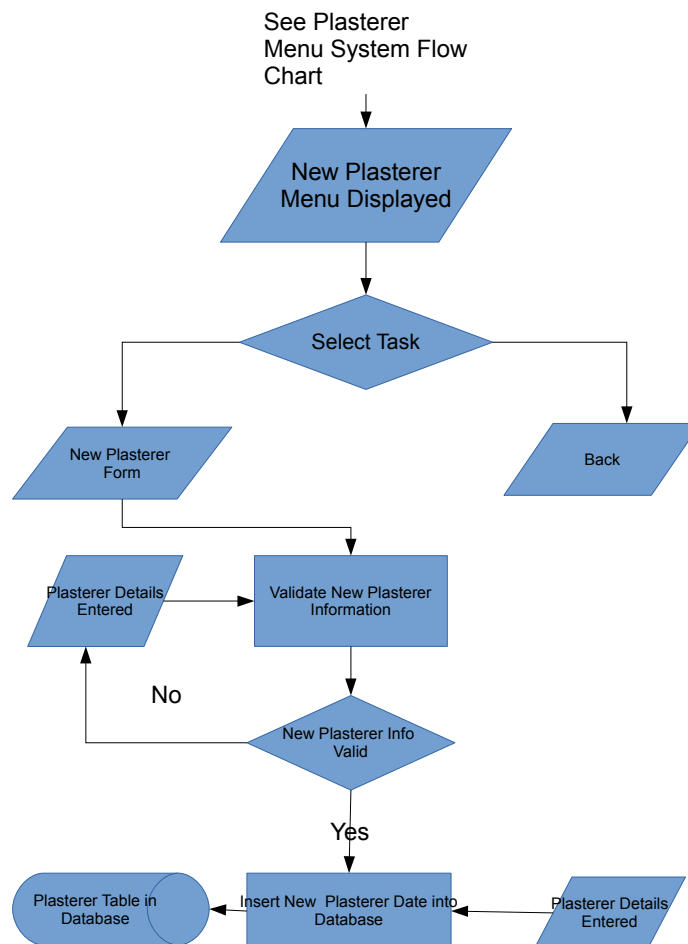 See Plasterer
Menu System Flow
Chart
New Plasterer
Menu Displayed
Select Task
New Plasterer
Form
Back
Plasterer Details
Entered
Validate New Plasterer
Information
No
New Plasterer Info
Valid
Yes
Plasterer Table in
Database
Insert New  Plasterer Date into
Database
Plasterer Details
Entered